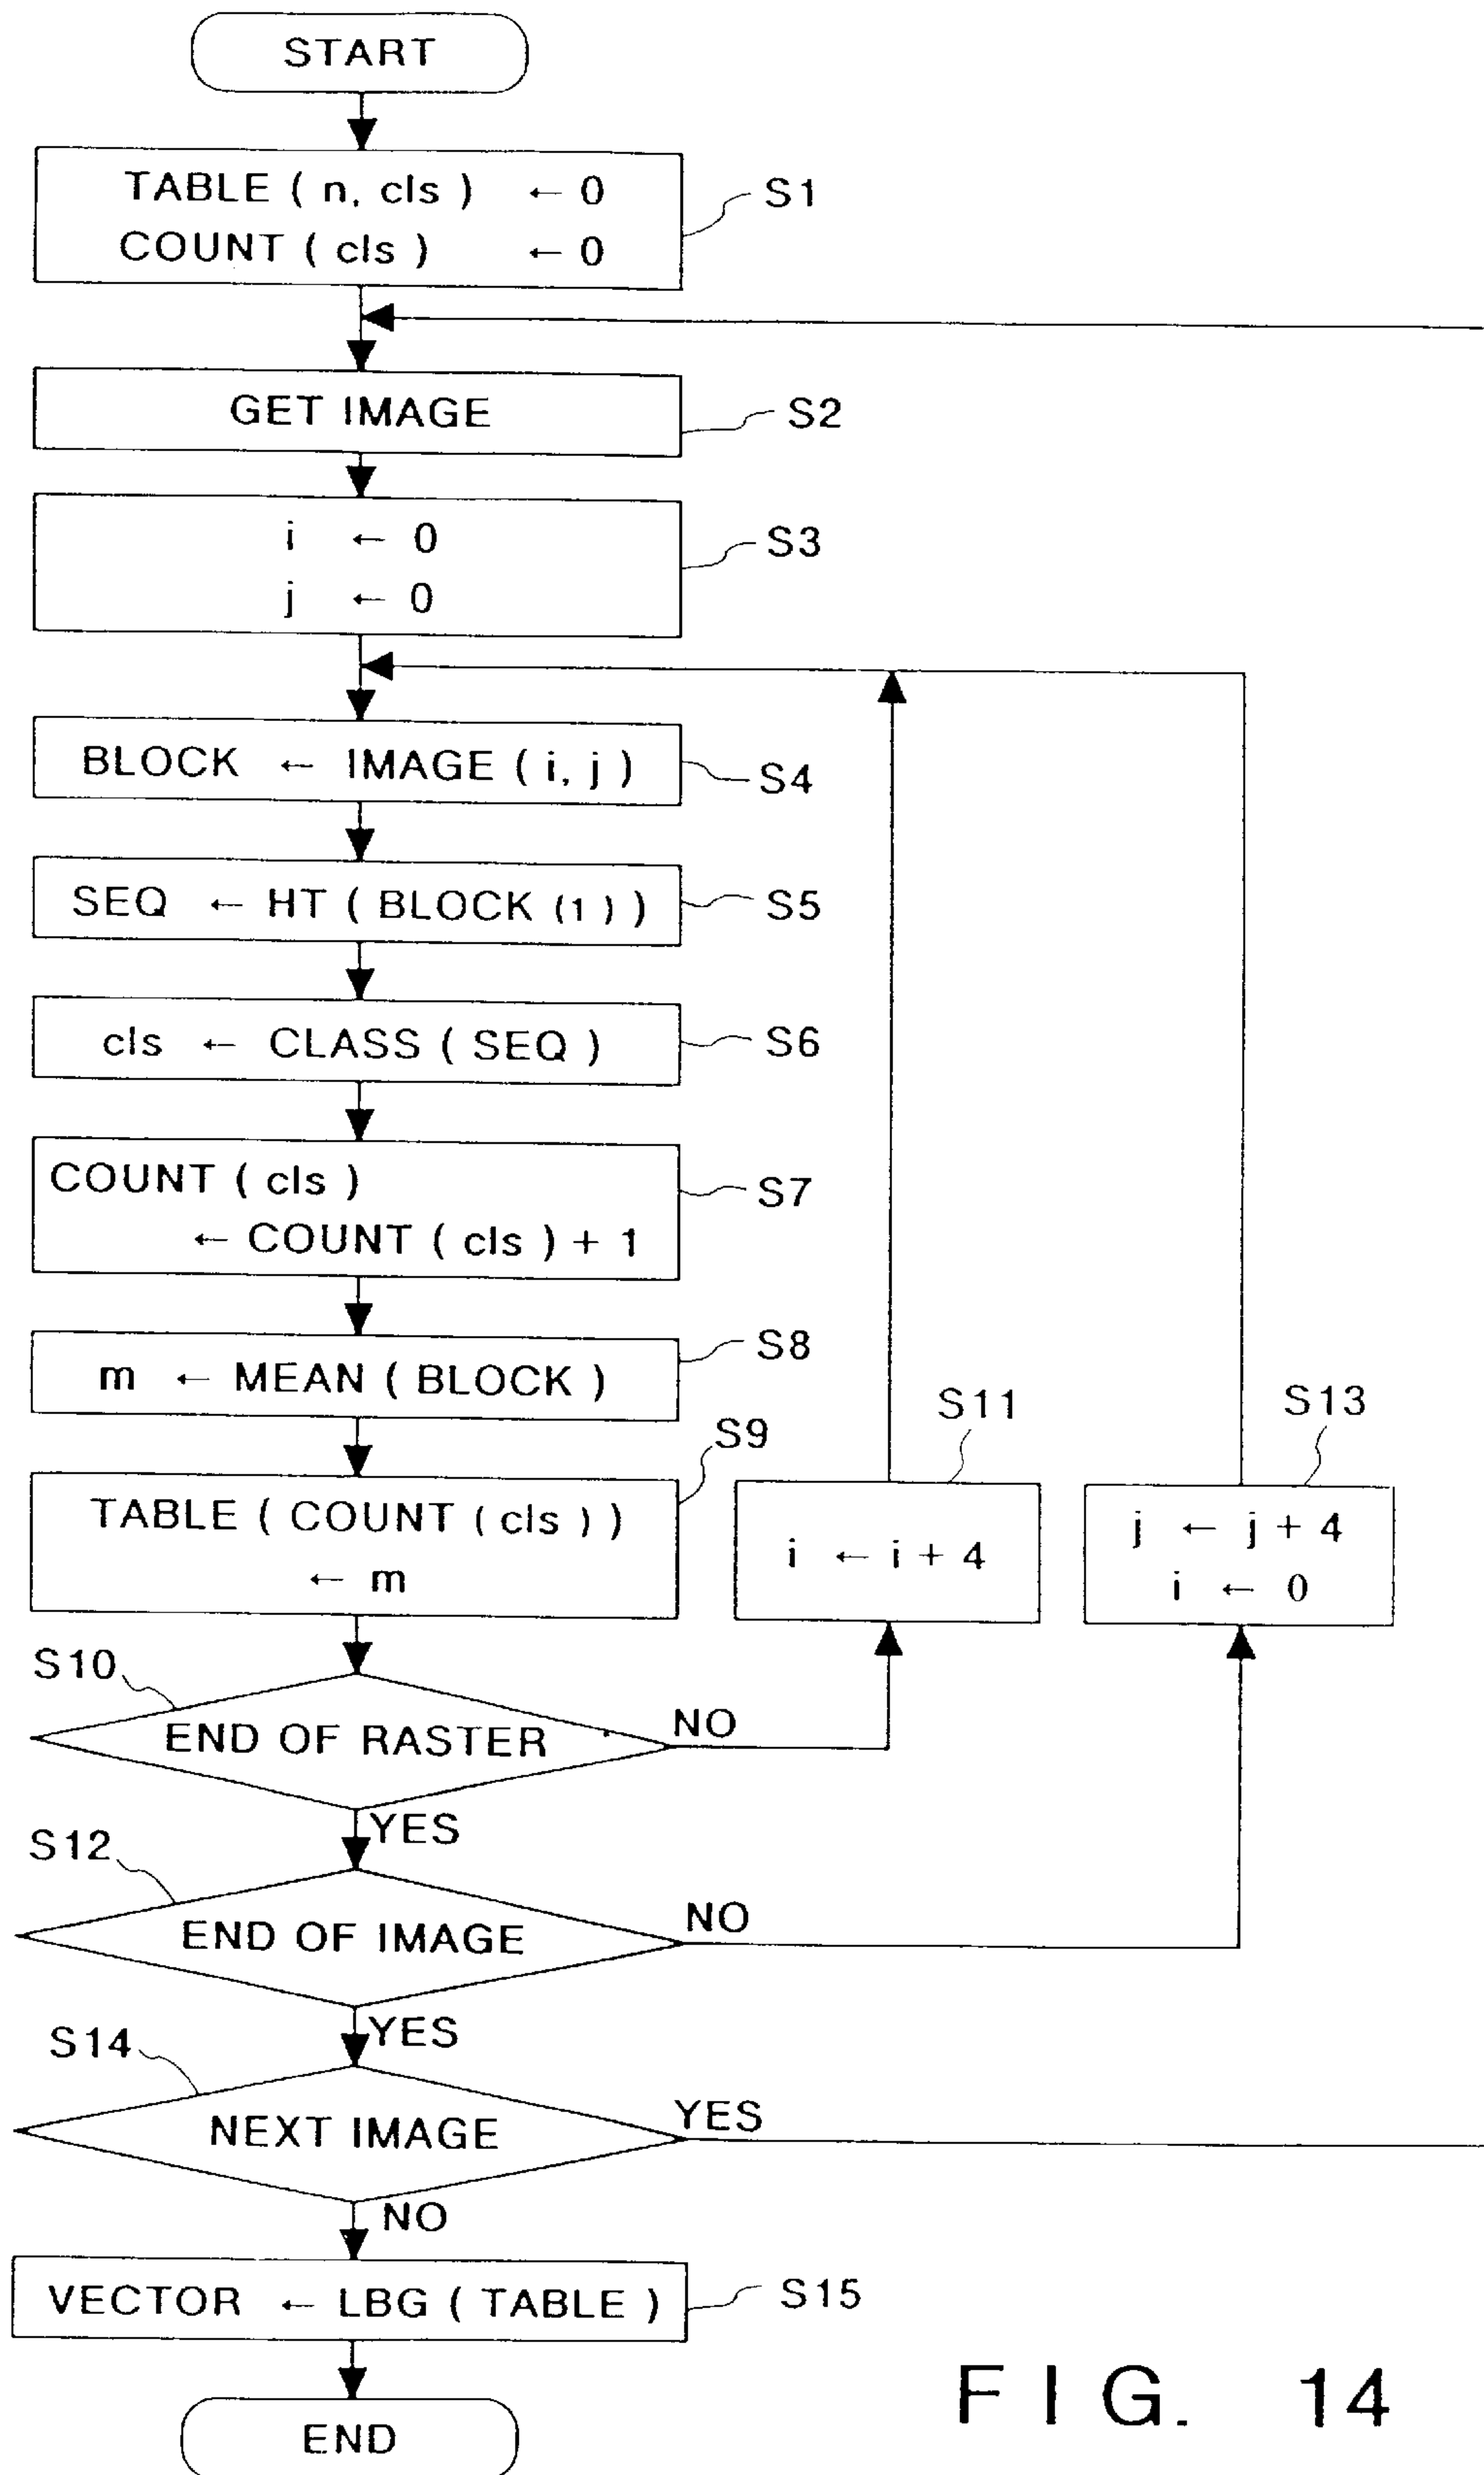 START
TABLE ( n, cls ) ← 0
COUNT ( cls ) ← 0
S1
GET IMAGE
S2
i ← 0
j ← 0
S3
BLOCK ← IMAGE ( i, j )
S4
SEQ ← HT ( BLOCK (1) )
S5
cls ← CLASS ( SEQ )
S6
COUNT ( cls )
← COUNT ( cls ) + 1
S7
m ← MEAN ( BLOCK )
S8
TABLE ( COUNT ( cls ) )
← m
S9
S11
i ← i + 4
S13
j ← j + 4
i ← 0
S10
END OF RASTER
NO
YES
S12
END OF IMAGE
NO
YES
S14
NEXT IMAGE
YES
NO
VECTOR ← LBG ( TABLE )
S15
END
FIG. 14